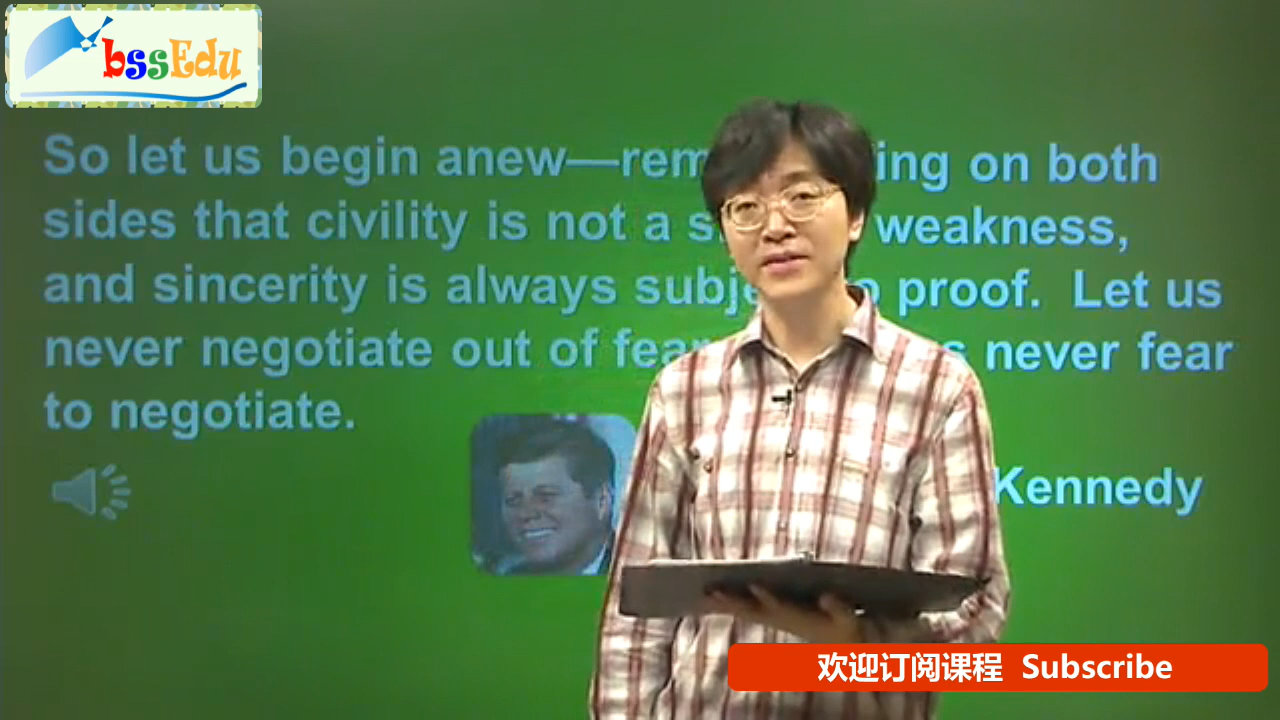 bssEdu
So let us begin anew—rem ing on both
sides that civility is not a s weakness,
and sincerity is always subje o proof. Let us
never negotiate out of fear s never fear
to negotiate.
Kennedy
欢迎订阅课程 Subscribe